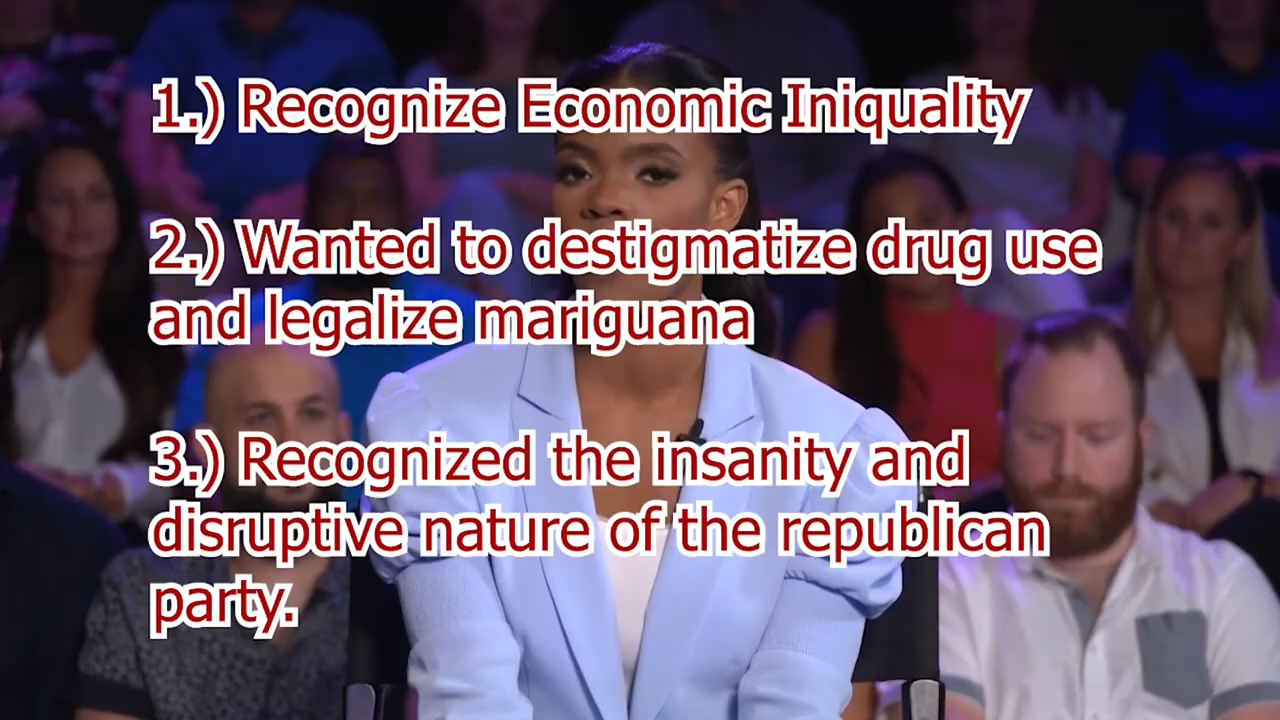 1.) Recognize Economic Iniquality
2.) Wanted to destigmatize drug use
and legalize mariguana
3.) Recognized the insanity and
disruptive nature of the republican
party.